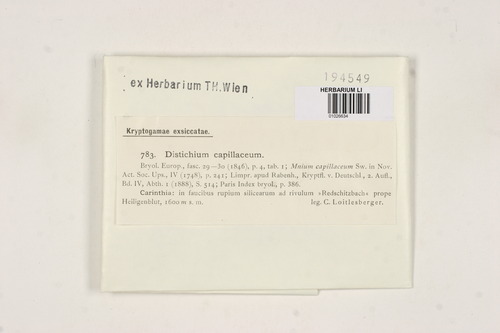 194549
ex Herbarium TH.Wien
HERBARIUM LI
01026634
Kryptogamae exsiccatae.
783. Distichium capillaceum.
Bryol. Europ., fasc. 29—30 (1846), p. 4, tab. 1; Mnium capillaceum Sw. in Nov.
Act. Soc. Ups., IV (1748), p. 241; Limpr. apud Rabenh., Kryptfl. v. Deutschl., 2. Aufl.,
Bd. IV, Abth. 1 (1888), S. 514; Paris Index bryol., p. 386.
Carinthia: in faucibus rupium silicearum ad rivulum »Redschitzbach« prope
Heiligenblut, 1600 m s. m. leg. C. Loitlesberger.